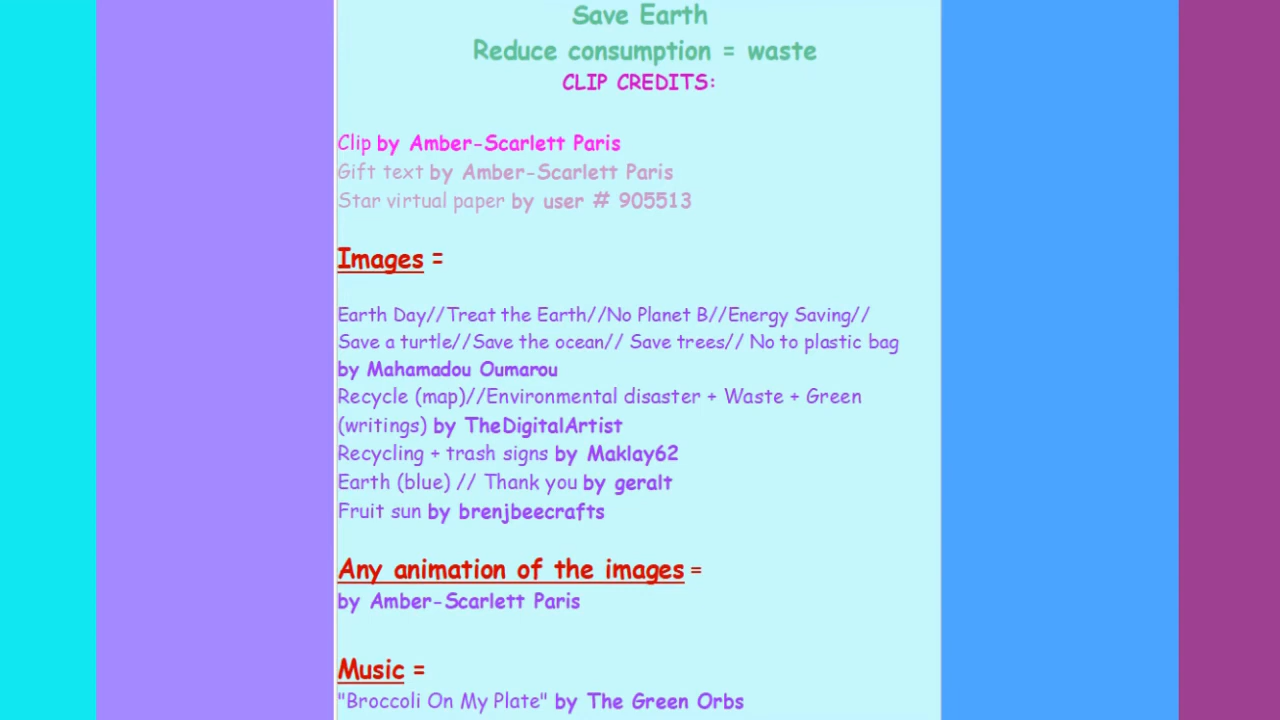 Save Earth
Reduce consumption = waste
CLIP CREDITS:
Clip by Amber-Scarlett Paris
Gift text by Amber-Scarlett Paris
Star virtual paper by user # 905513
Images =
Earth Day//Treat the Earth//No Planet B//Energy Saving//
Save a turtle//Save the ocean// Save trees// No to plastic bag
by Mahamadou Oumarou
Recycle (map)//Environmental disaster + Waste + Green
(writings) by TheDigitalArtist
Recycling + trash signs by Maklay62
Earth (blue) // Thank you by geralt
Fruit sun by brenjbeecrafts
Any animation of the images =
by Amber-Scarlett Paris
Music =
"Broccoli On My Plate" by The Green Orbs